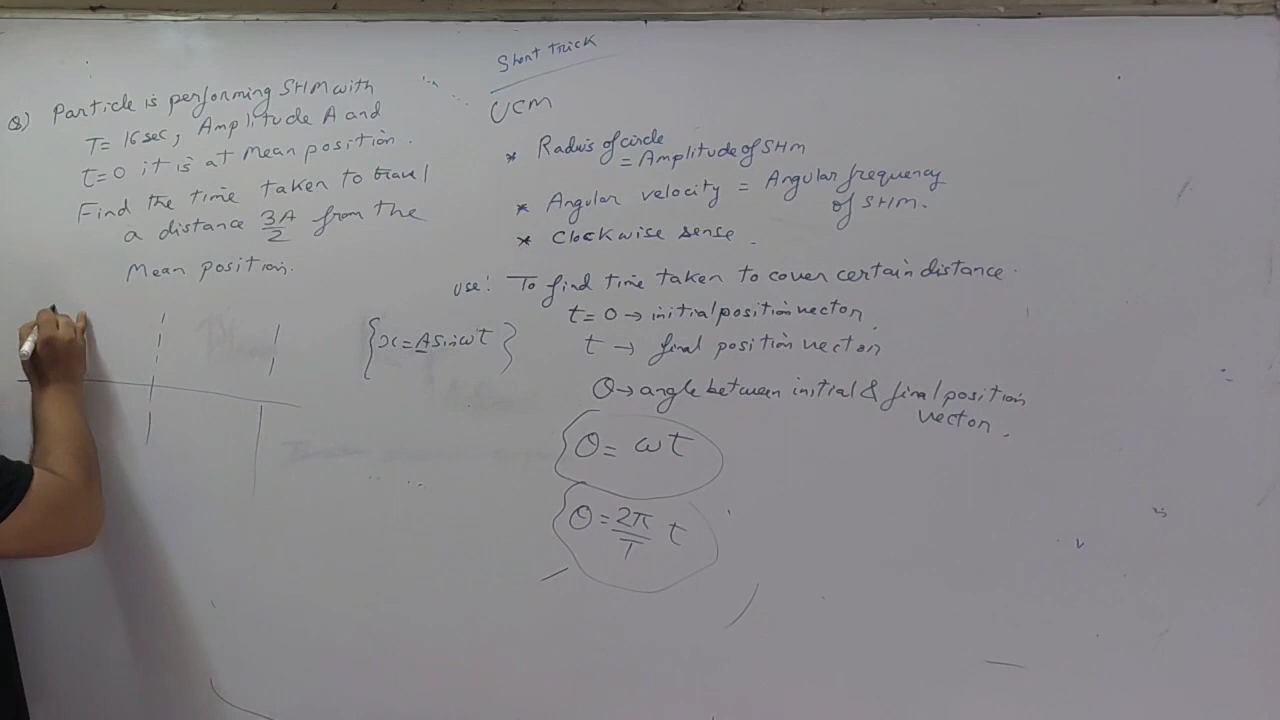 Q) Particle is performing SHM with
T= 16 sec, Amplitude A and
t=0 it is at Mean position.
Find the time taken to travel
a distance 3A/2 from the
Mean position.
{x=A sin ωt}
Short trick
UCM
* Radius of circle
= Amplitude of SHM
* Angular velocity = Angular frequency
of SHM.
* Clockwise sense.
use: To find time taken to cover certain distance.
t=0 → initial position vector
t → final position vector
θ → angle between initial & final position
vector.
θ = ωt
θ = 2π/T t